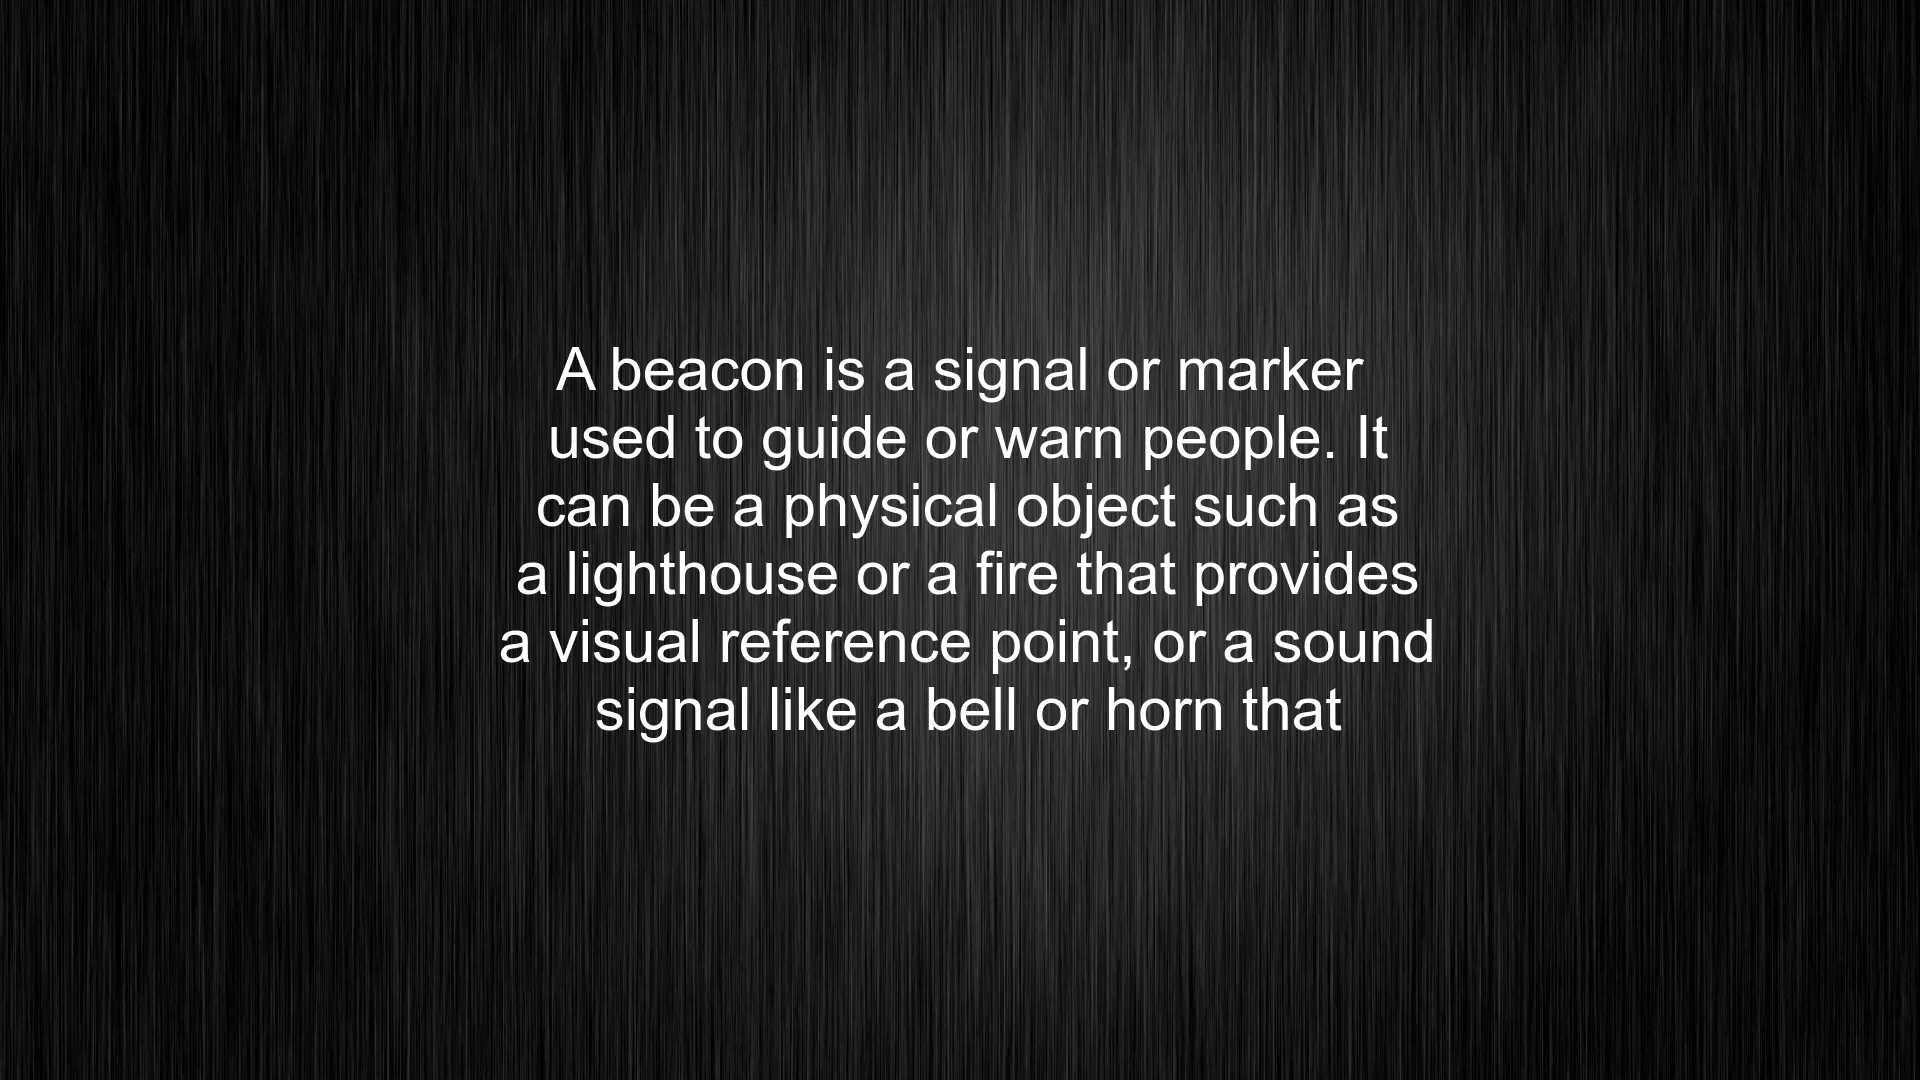 A beacon is a signal or marker
used to guide or warn people. It
can be a physical object such as
a lighthouse or a fire that provides
a visual reference point, or a sound
signal like a bell or horn that